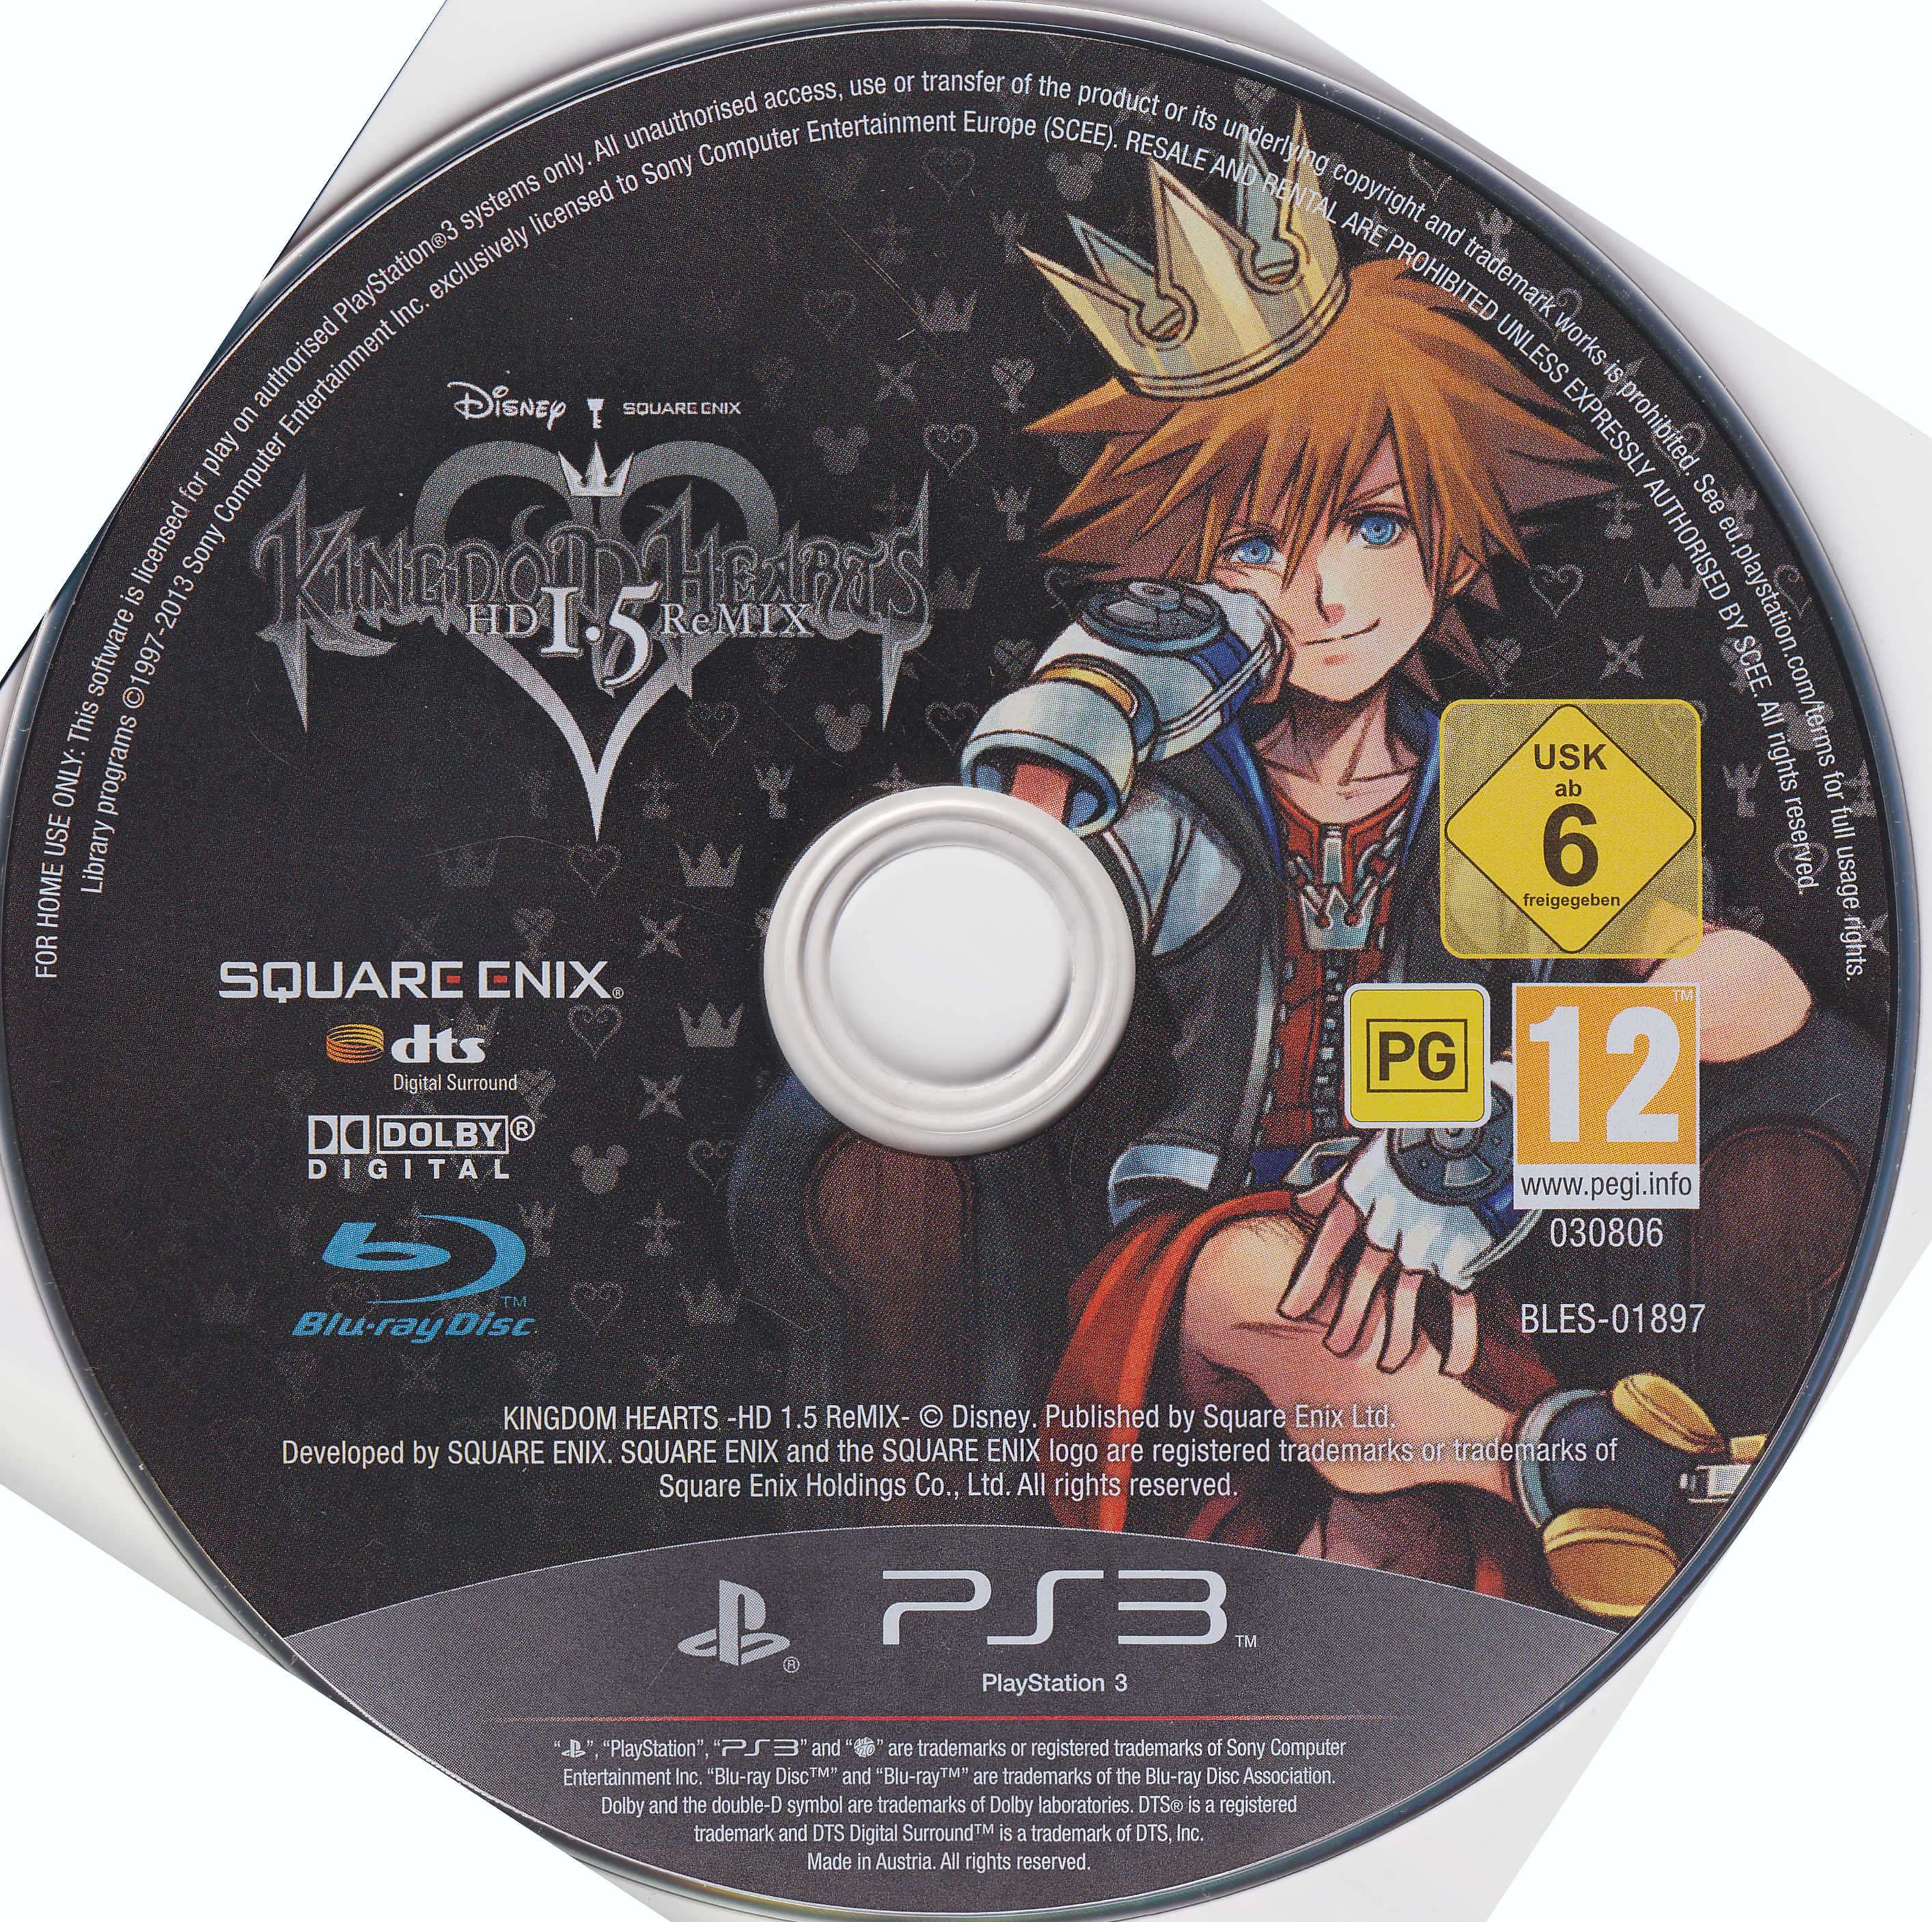 FOR HOME USE ONLY: This software is licensed for play on authorised PlayStation®3 systems only. All unauthorised access, use or transfer of the product or its underlying copyright and trademark works is prohibited. See eu.playstation.com/terms for full usage rights.
Library programs ©1997-2013 Sony Computer Entertainment Inc. exclusively licensed to Sony Computer Entertainment Europe (SCEE). RESALE AND RENTAL ARE PROHIBITED UNLESS EXPRESSLY AUTHORISED BY SCEE. All rights reserved.
Disney SQUARE ENIX
KINGDOM HEARTS
HD 1.5 ReMIX
USK
ab
6
freigegeben
SQUARE ENIX®
dts
Digital Surround
DOLBY®
DIGITAL
PG
12™
www.pegi.info
030806
Blu-ray Disc™
BLES-01897
KINGDOM HEARTS -HD 1.5 ReMIX- © Disney. Published by Square Enix Ltd.
Developed by SQUARE ENIX. SQUARE ENIX and the SQUARE ENIX logo are registered trademarks or trademarks of
Square Enix Holdings Co., Ltd. All rights reserved.
® PS3™
PlayStation 3
“ ”, “PlayStation”, “PS3” and “ ” are trademarks or registered trademarks of Sony Computer
Entertainment Inc. “Blu-ray Disc™” and “Blu-ray™” are trademarks of the Blu-ray Disc Association.
Dolby and the double-D symbol are trademarks of Dolby laboratories. DTS® is a registered
trademark and DTS Digital Surround™ is a trademark of DTS, Inc.
Made in Austria. All rights reserved.